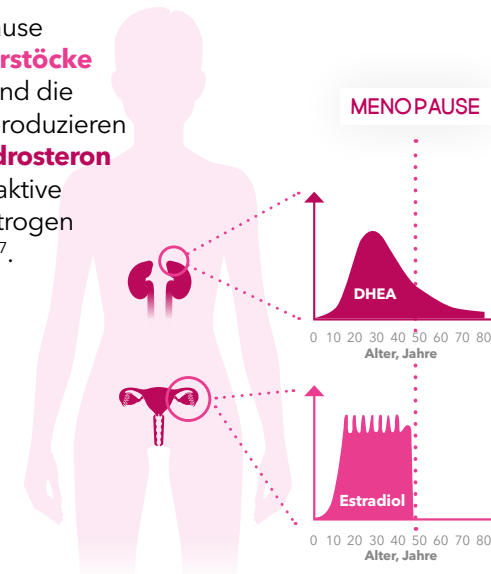 ause
rstöcke
nd die
roduzieren
drosteron
aktive
trogen
7.
MENOPAUSE
DHEA
0 10 20 30 40 50 60 70 80
Alter, Jahre
Estradiol
0 10 20 30 40 50 60 70 80
Alter, Jahre